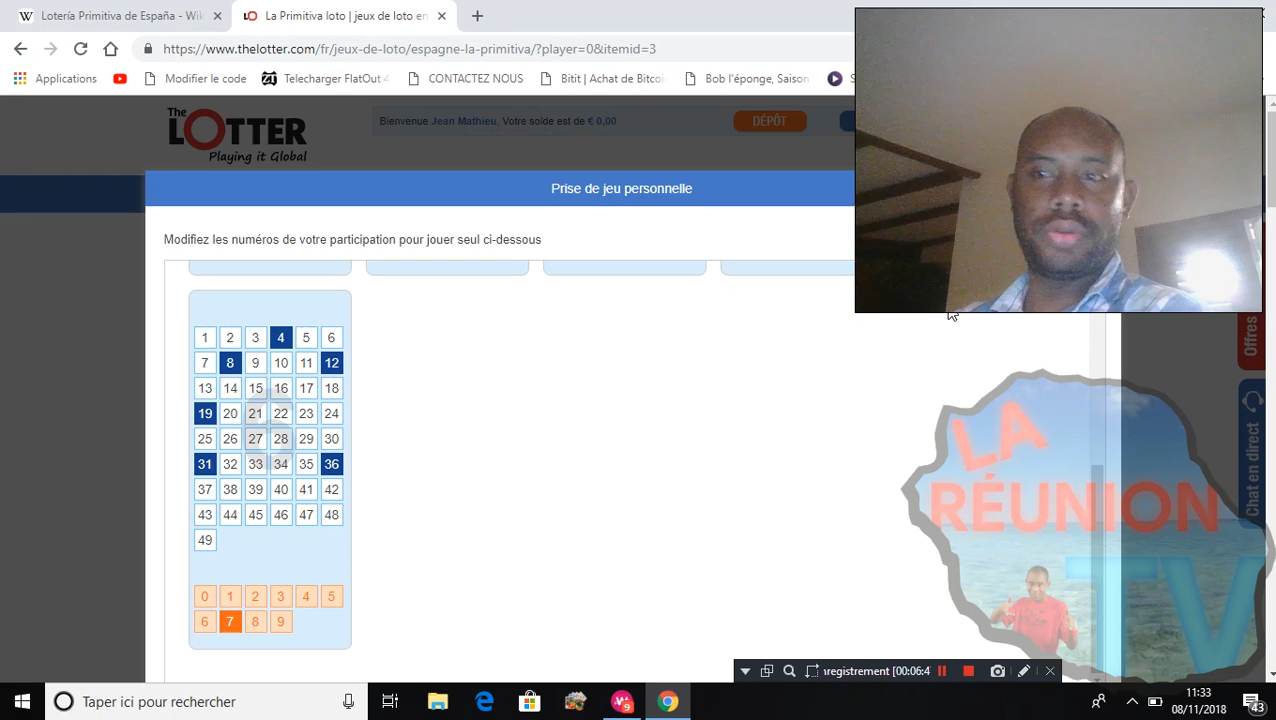 Lotería Primitiva de España - Wik
La Primitiva loto | jeux de loto en
https://www.thelotter.com/fr/jeux-de-loto/espagne-la-primitiva/?player=0&itemid=3
Applications
Modifier le code
Telecharger FlatOut 4
CONTACTEZ NOUS
Bitit | Achat de Bitcoi
Bob l'éponge, Saison
The
LOTTER
Playing it Global
Bienvenue Jean Mathieu, Votre solde est de € 0,00
DÉPÔT
Prise de jeu personnelle
Modifiez les numéros de votre participation pour jouer seul ci-dessous
1 2 3 4 5 6
7 8 9 10 11 12
13 14 15 16 17 18
19 20 21 22 23 24
25 26 27 28 29 30
31 32 33 34 35 36
37 38 39 40 41 42
43 44 45 46 47 48
49
0 1 2 3 4 5
6 7 8 9
Offres
Chat en direct
LA
RÉUNION
TV
nregistrement [00:06:4
Taper ici pour rechercher
9
11:33
08/11/2018
43